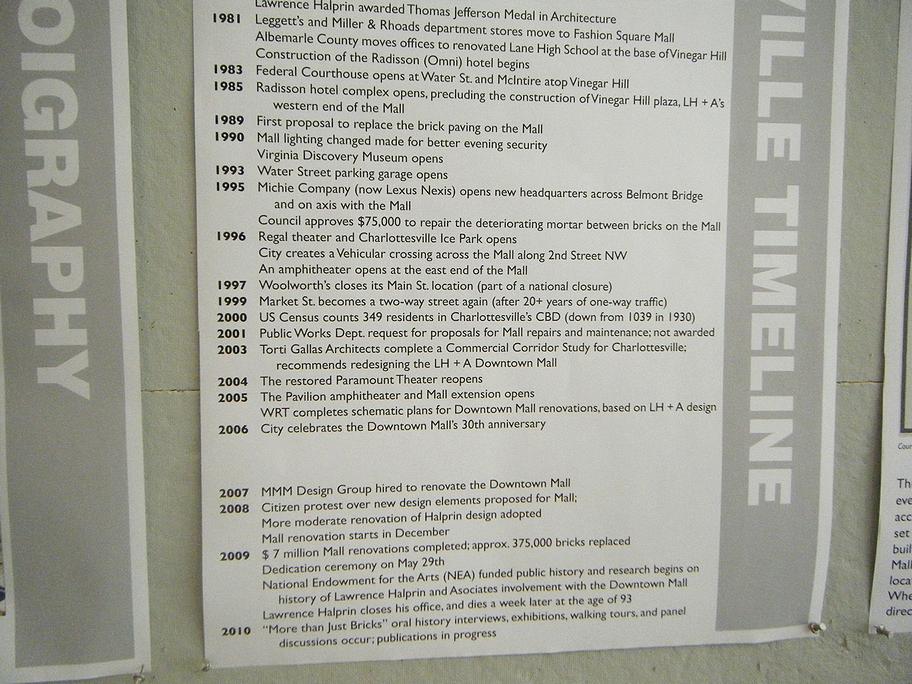 OIGRAPHY
Lawrence Halprin awarded Thomas Jefferson Medal in Architecture
1981 Leggett's and Miller & Rhoads department stores move to Fashion Square Mall
Albemarle County moves offices to renovated Lane High School at the base of Vinegar Hill
Construction of the Radisson (Omni) hotel begins
1983 Federal Courthouse opens at Water St. and McIntire atop Vinegar Hill
1985 Radisson hotel complex opens, precluding the construction of Vinegar Hill plaza, LH + A's
western end of the Mall
1989 First proposal to replace the brick paving on the Mall
1990 Mall lighting changed made for better evening security
Virginia Discovery Museum opens
1993 Water Street parking garage opens
1995 Michie Company (now Lexus Nexis) opens new headquarters across Belmont Bridge
and on axis with the Mall
Council approves $75,000 to repair the deteriorating mortar between bricks on the Mall
1996 Regal theater and Charlottesville Ice Park opens
City creates a Vehicular crossing across the Mall along 2nd Street NW
An amphitheater opens at the east end of the Mall
1997 Woolworth's closes its Main St. location (part of a national closure)
1999 Market St. becomes a two-way street again (after 20+ years of one-way traffic)
2000 US Census counts 349 residents in Charlottesville's CBD (down from 1039 in 1930)
2001 Public Works Dept. request for proposals for Mall repairs and maintenance; not awarded
2003 Torti Gallas Architects complete a Commercial Corridor Study for Charlottesville;
recommends redesigning the LH + A Downtown Mall
2004 The restored Paramount Theater reopens
2005 The Pavilion amphitheater and Mall extension opens
WRT completes schematic plans for Downtown Mall renovations, based on LH + A design
2006 City celebrates the Downtown Mall's 30th anniversary
2007 MMM Design Group hired to renovate the Downtown Mall
2008 Citizen protest over new design elements proposed for Mall;
More moderate renovation of Halprin design adopted
Mall renovation starts in December
2009 $ 7 million Mall renovations completed; approx. 375,000 bricks replaced
Dedication ceremony on May 29th
National Endowment for the Arts (NEA) funded public history and research begins on
history of Lawrence Halprin and Asociates involvement with the Downtown Mall
Lawrence Halprin closes his office, and dies a week later at the age of 93
2010 "More than Just Bricks" oral history interviews, exhibitions, walking tours, and panel
discussions occur; publications in progress
VILLE TIMELINE